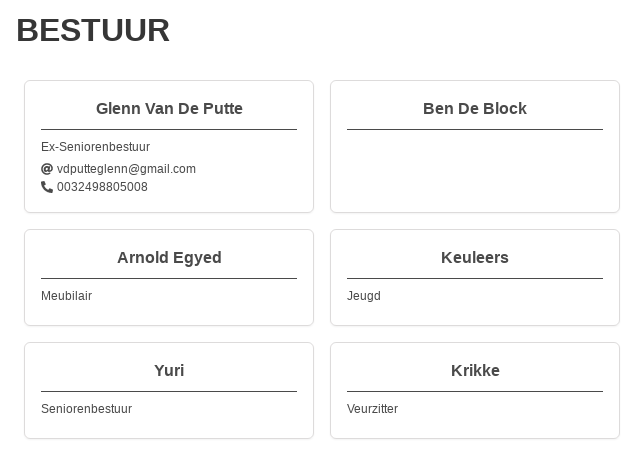 BESTUUR
Glenn Van De Putte
Ex-Seniorenbestuur
vdputteglenn@gmail.com
0032498805008
Ben De Block
Arnold Egyed
Meubilair
Keuleers
Jeugd
Yuri
Seniorenbestuur
Krikke
Veurzitter